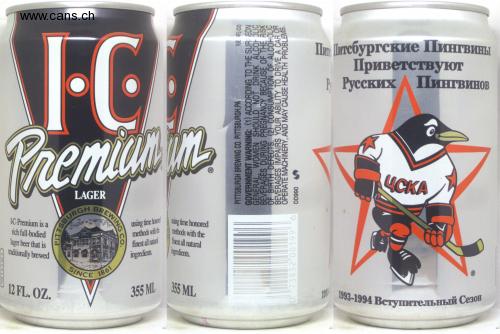 www.cans.ch
I·C
Premium
LAGER
I·C Premium is a
rich full-bodied
lager beer that is
traditionally brewed
using time honored
methods with the
finest all natural
ingredients.
PITTSBURGH BREWING CO.
SINCE 1861
12 FL. OZ.
355 ML
using time honored
methods with the
finest all natural
ingredients.
355 ML
PITTSBURGH BREWING CO. PITTSBURGH, PA
GOVERNMENT WARNING: (1) ACCORDING TO THE SURGEON
GENERAL, WOMEN SHOULD NOT DRINK ALCOHOLIC
BEVERAGES DURING PREGNANCY BECAUSE OF THE RISK
OF BIRTH DEFECTS. (2) CONSUMPTION OF ALCOHOLIC
BEVERAGES IMPAIRS YOUR ABILITY TO DRIVE A CAR OR
OPERATE MACHINERY, AND MAY CAUSE HEALTH PROBLEMS.
Питсбургские Пингвины
Приветствуют
Русских Пингвинов
ЦСКА
1993-1994 Вступительный Сезон